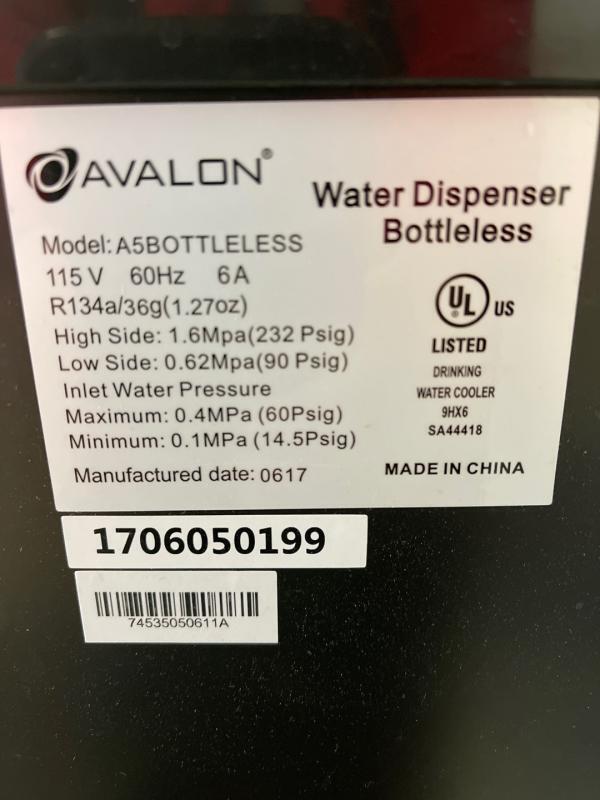 AVALON®
Water Dispenser
Bottleless
Model: A5BOTTLELESS
115 V 60Hz 6A
R134a/36g(1.27oz)
High Side: 1.6Mpa(232 Psig)
Low Side: 0.62Mpa(90 Psig)
Inlet Water Pressure
Maximum: 0.4MPa (60Psig)
Minimum: 0.1MPa (14.5Psig)
Manufactured date: 0617
UL US
LISTED
DRINKING
WATER COOLER
9HX6
SA44418
MADE IN CHINA
1706050199
74535050611A